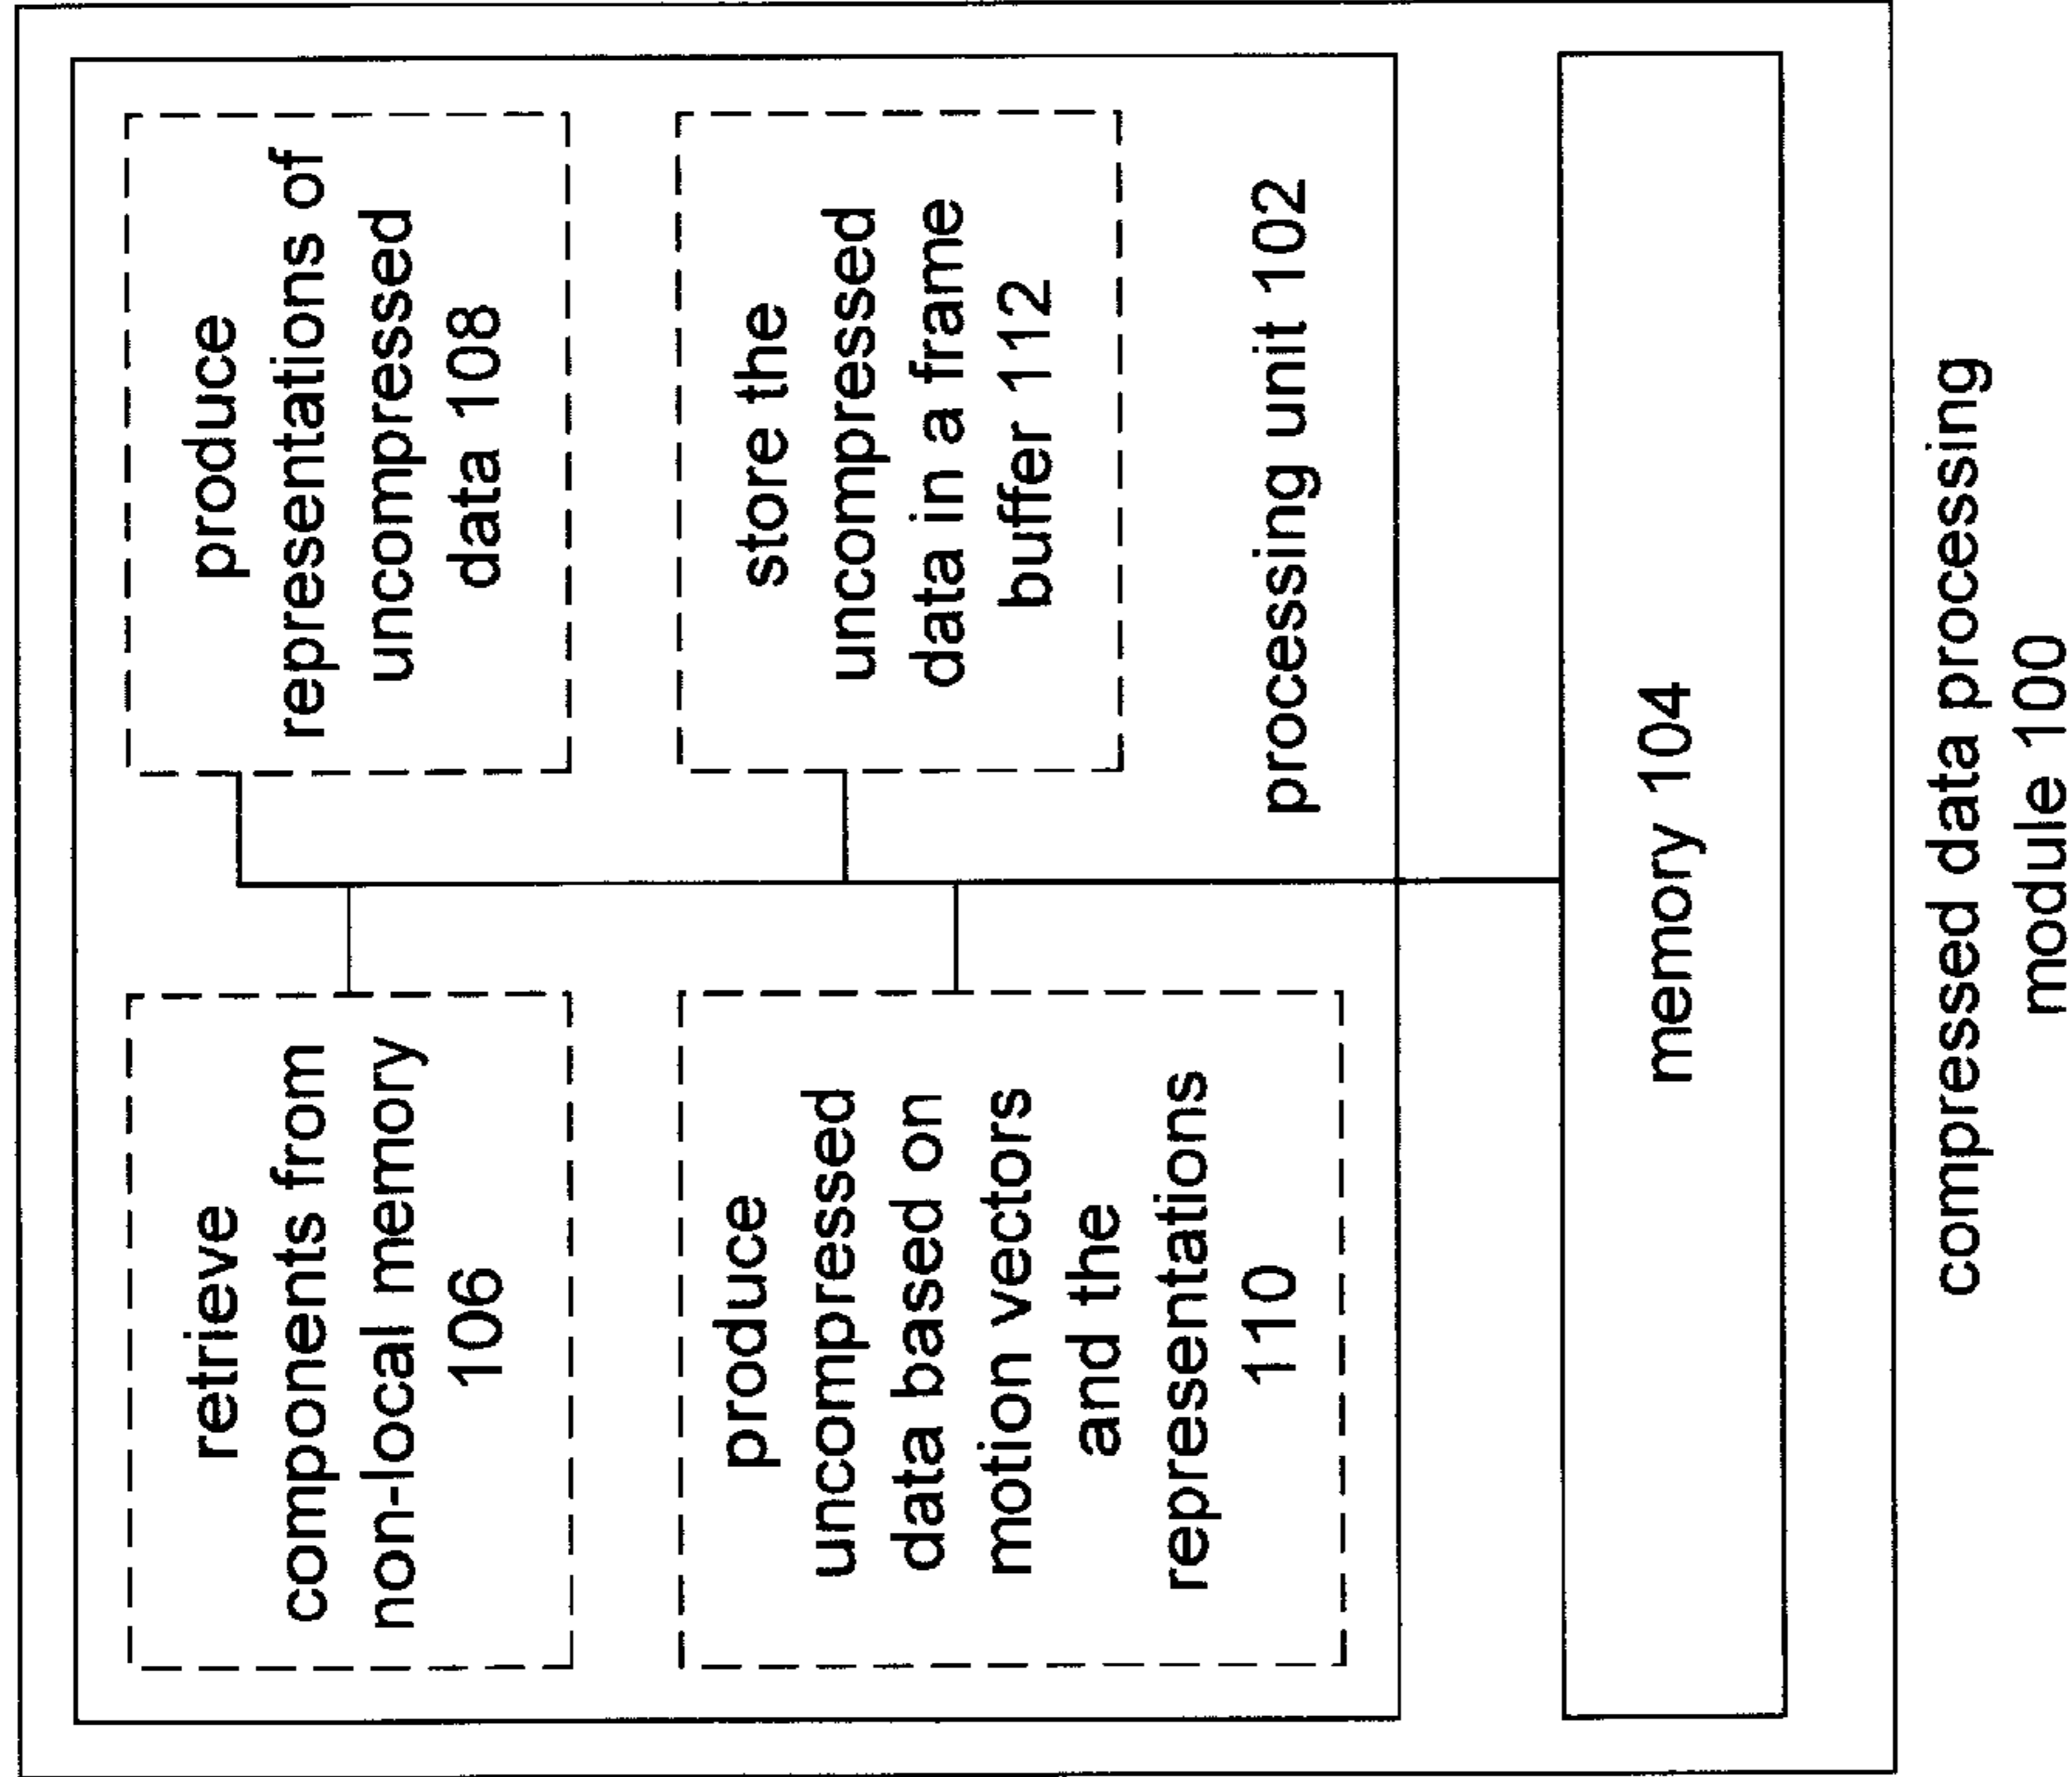 retrieve
components from
non-local memory
106
produce
representations of
uncompressed
data 108
produce
uncompressed
data based on
motion vectors
and the
representations
110
store the
uncompressed
data in a frame
buffer 112
processing unit 102
memory 104
compressed data processing
module 100